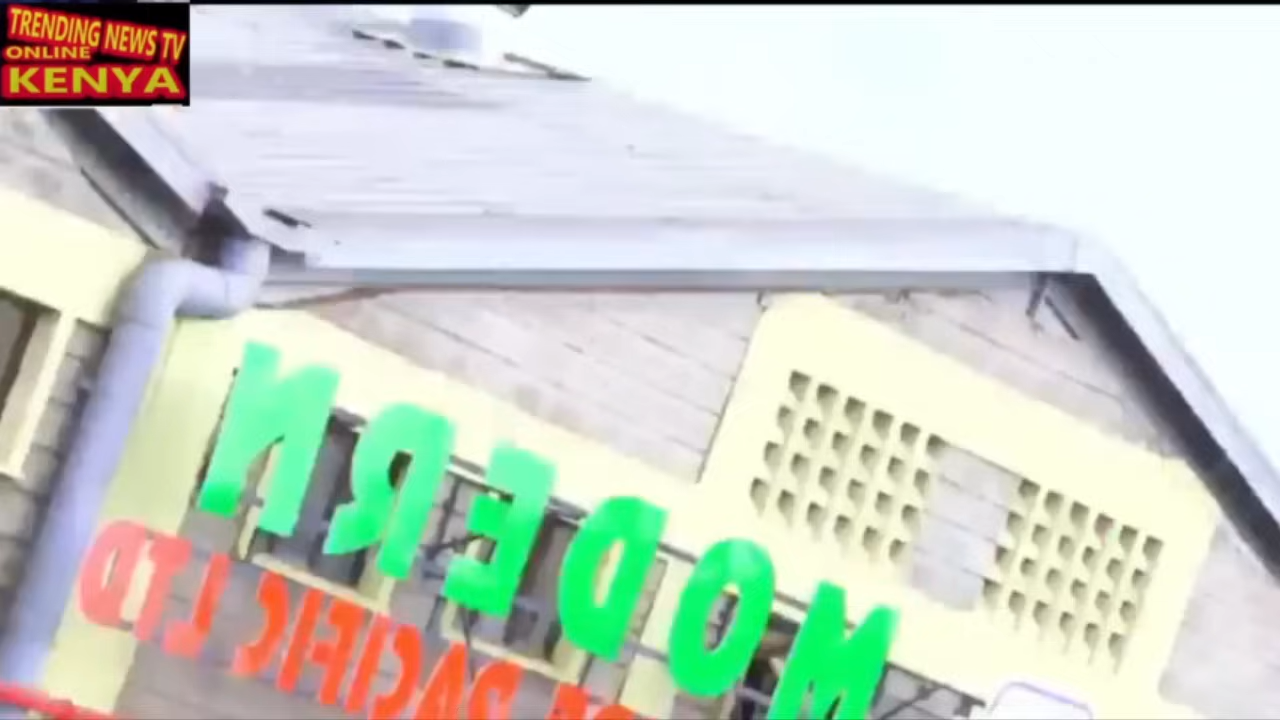 TRENDING NEWS TV
ONLINE
KENYA
MODERN
PACIFIC LTD